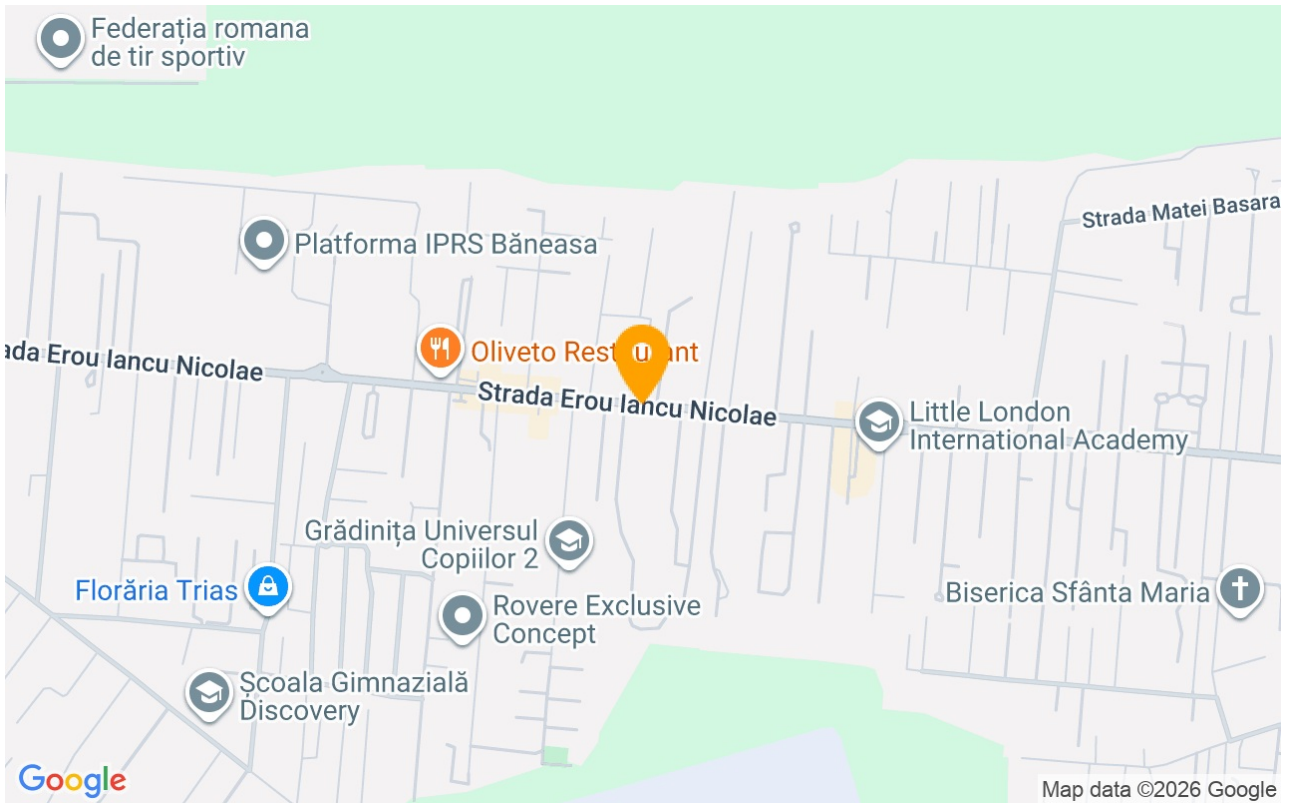 Federația romana
de tir sportiv
Strada Matei Basara
Platforma IPRS Băneasa
Oliveto Rest
ada Erou Iancu Nicolae
Strada Erou Iancu Nicolae
Little London
International Academy
Grădinița Universul
Copiilor 2
Florăria Trias
Rovere Exclusive
Concept
Biserica Sfânta Maria
Școala Gimnazială
Discovery
Google
Map data ©2026 Google